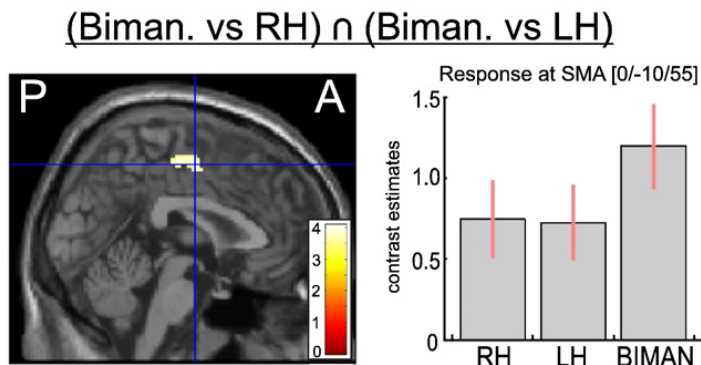 (Biman. vs RH) ∩ (Biman. vs LH)
P
A
4
3
2
1
0
Response at SMA [0/-10/55]
contrast estimates
1.5
1.0
0.5
0
RH
LH
BIMAN